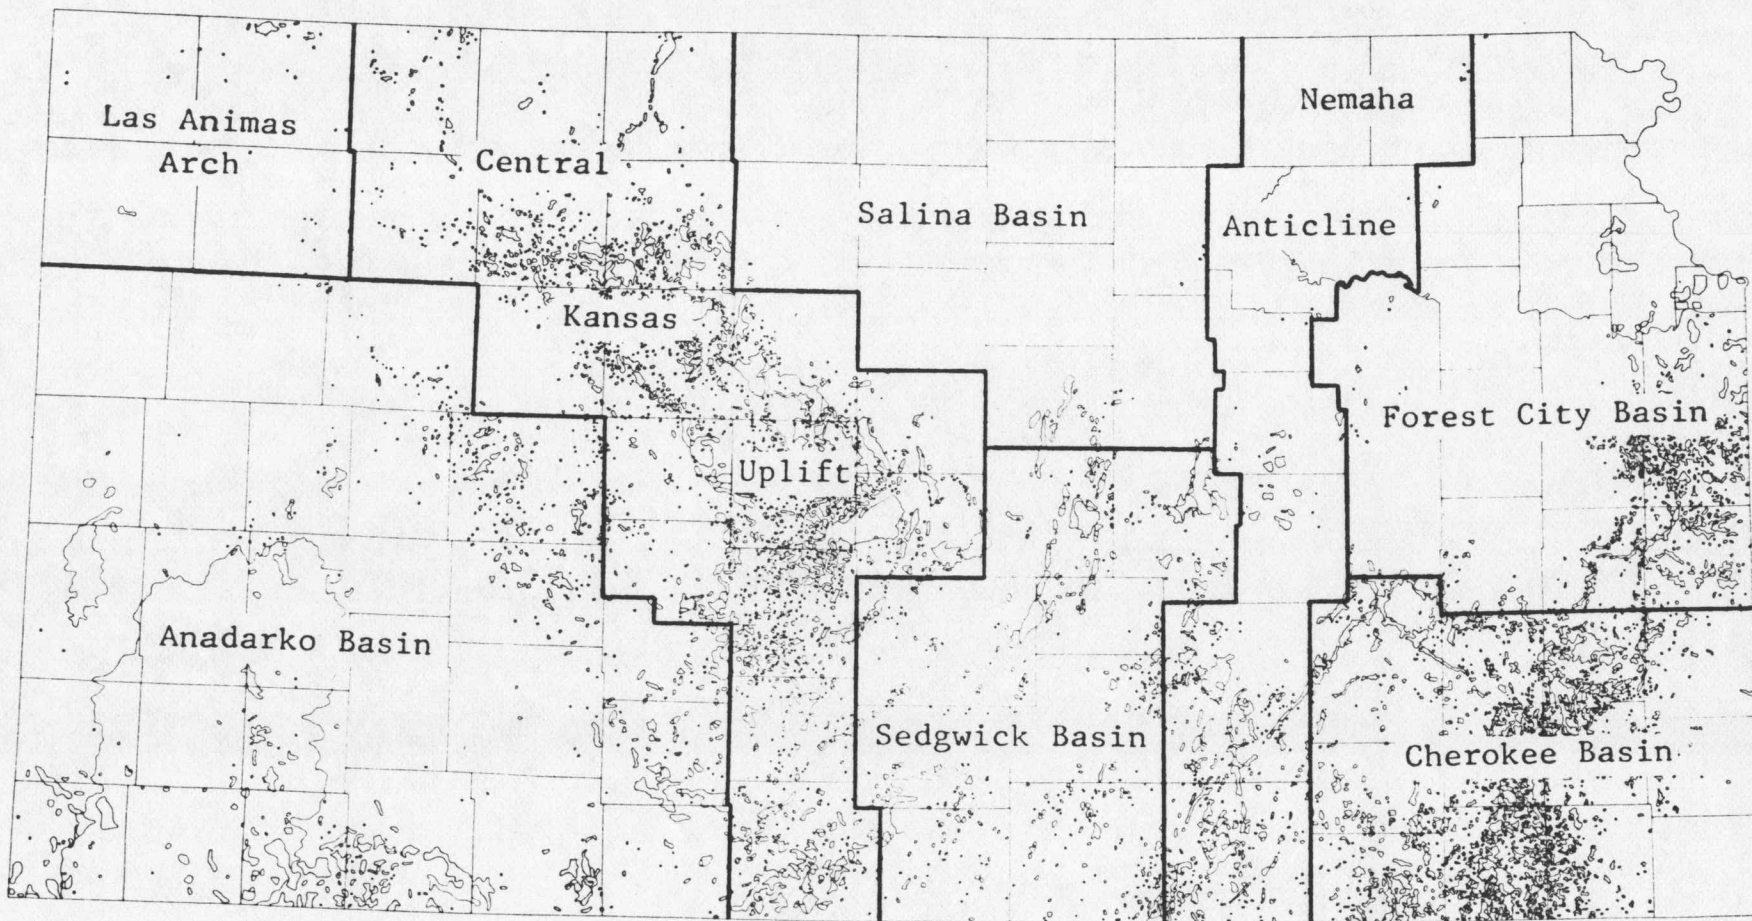 Las Animas
Arch
Central
Kansas
Uplift
Salina Basin
Nemaha
Anticline
Forest City Basin
Anadarko Basin
Sedgwick Basin
Cherokee Basin